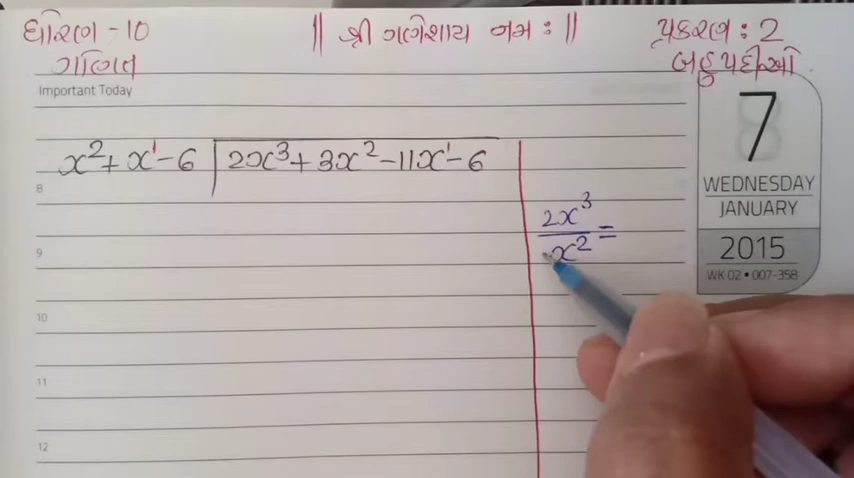 ધોરણ - 10
ગણિત
|| શ્રી ગણેશાય નમઃ ||
પ્રકરણ : 2
બહુપદીઓ
Important Today
x² + x¹ - 6 | 2x³ + 3x² - 11x¹ - 6
2x³
x² =
8
9
10
11
12
7
WEDNESDAY
JANUARY
2015
WK 02 • 007-358